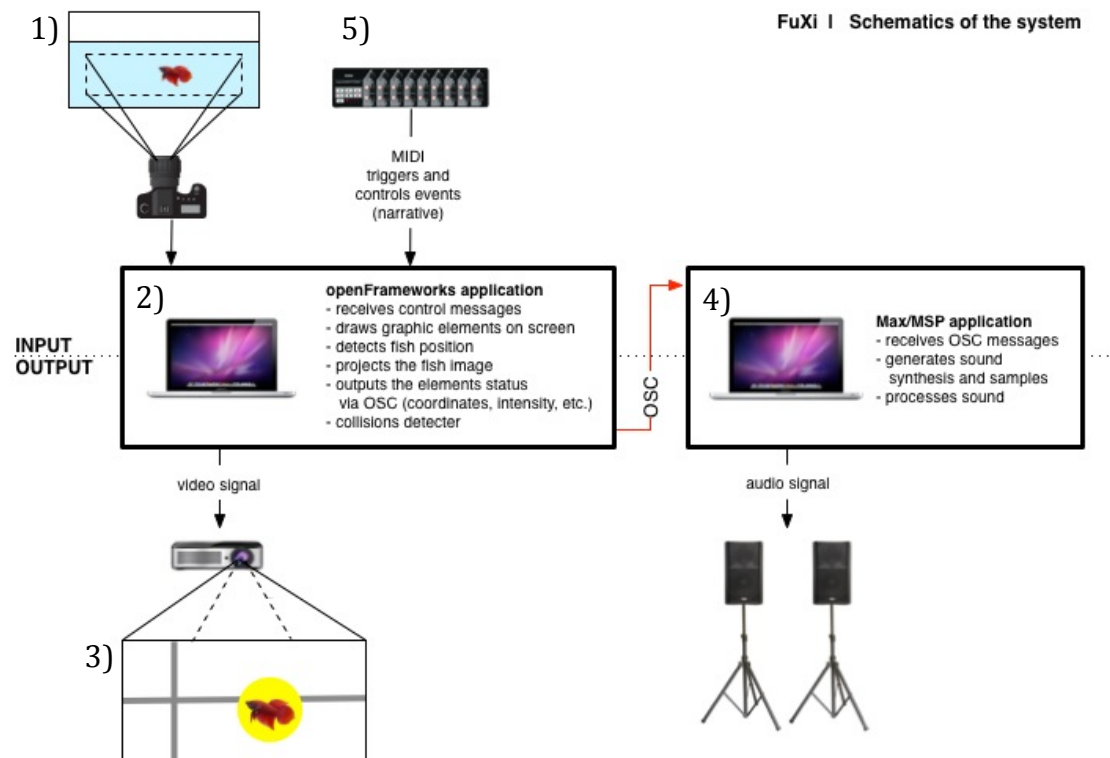 FuXi I Schematics of the system
1)
5)
MIDI
triggers and
controls events
(narrative)
2)
openFrameworks application
- receives control messages
- draws graphic elements on screen
- detects fish position
- projects the fish image
- outputs the elements status
via OSC (coordinates, intensity, etc.)
- collisions detecter
OSC
4)
Max/MSP application
- receives OSC messages
- generates sound
synthesis and samples
- processes sound
INPUT
OUTPUT
video signal
audio signal
3)